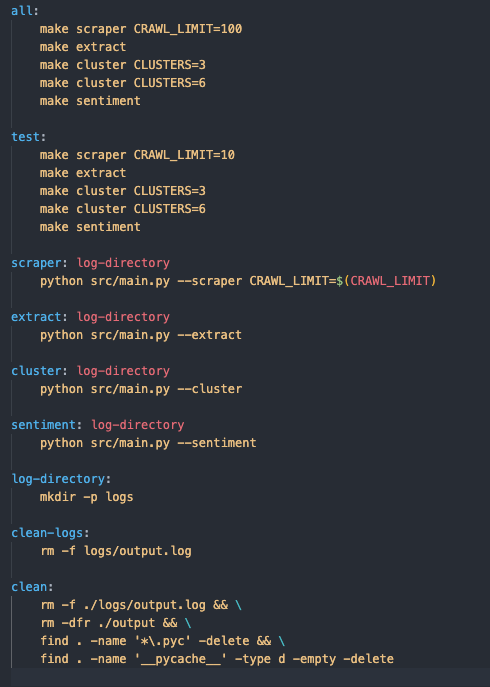 all:
make scraper CRAWL_LIMIT=100
make extract
make cluster CLUSTERS=3
make cluster CLUSTERS=6
make sentiment
test:
make scraper CRAWL_LIMIT=10
make extract
make cluster CLUSTERS=3
make cluster CLUSTERS=6
make sentiment
scraper: log-directory
python src/main.py --scraper CRAWL_LIMIT=$(CRAWL_LIMIT)
extract: log-directory
python src/main.py --extract
cluster: log-directory
python src/main.py --cluster
sentiment: log-directory
python src/main.py --sentiment
log-directory:
mkdir -p logs
clean-logs:
rm -f logs/output.log
clean:
rm -f ./logs/output.log && \
rm -dfr ./output && \
find . -name '*\.pyc' -delete && \
find . -name '__pycache__' -type d -empty -delete